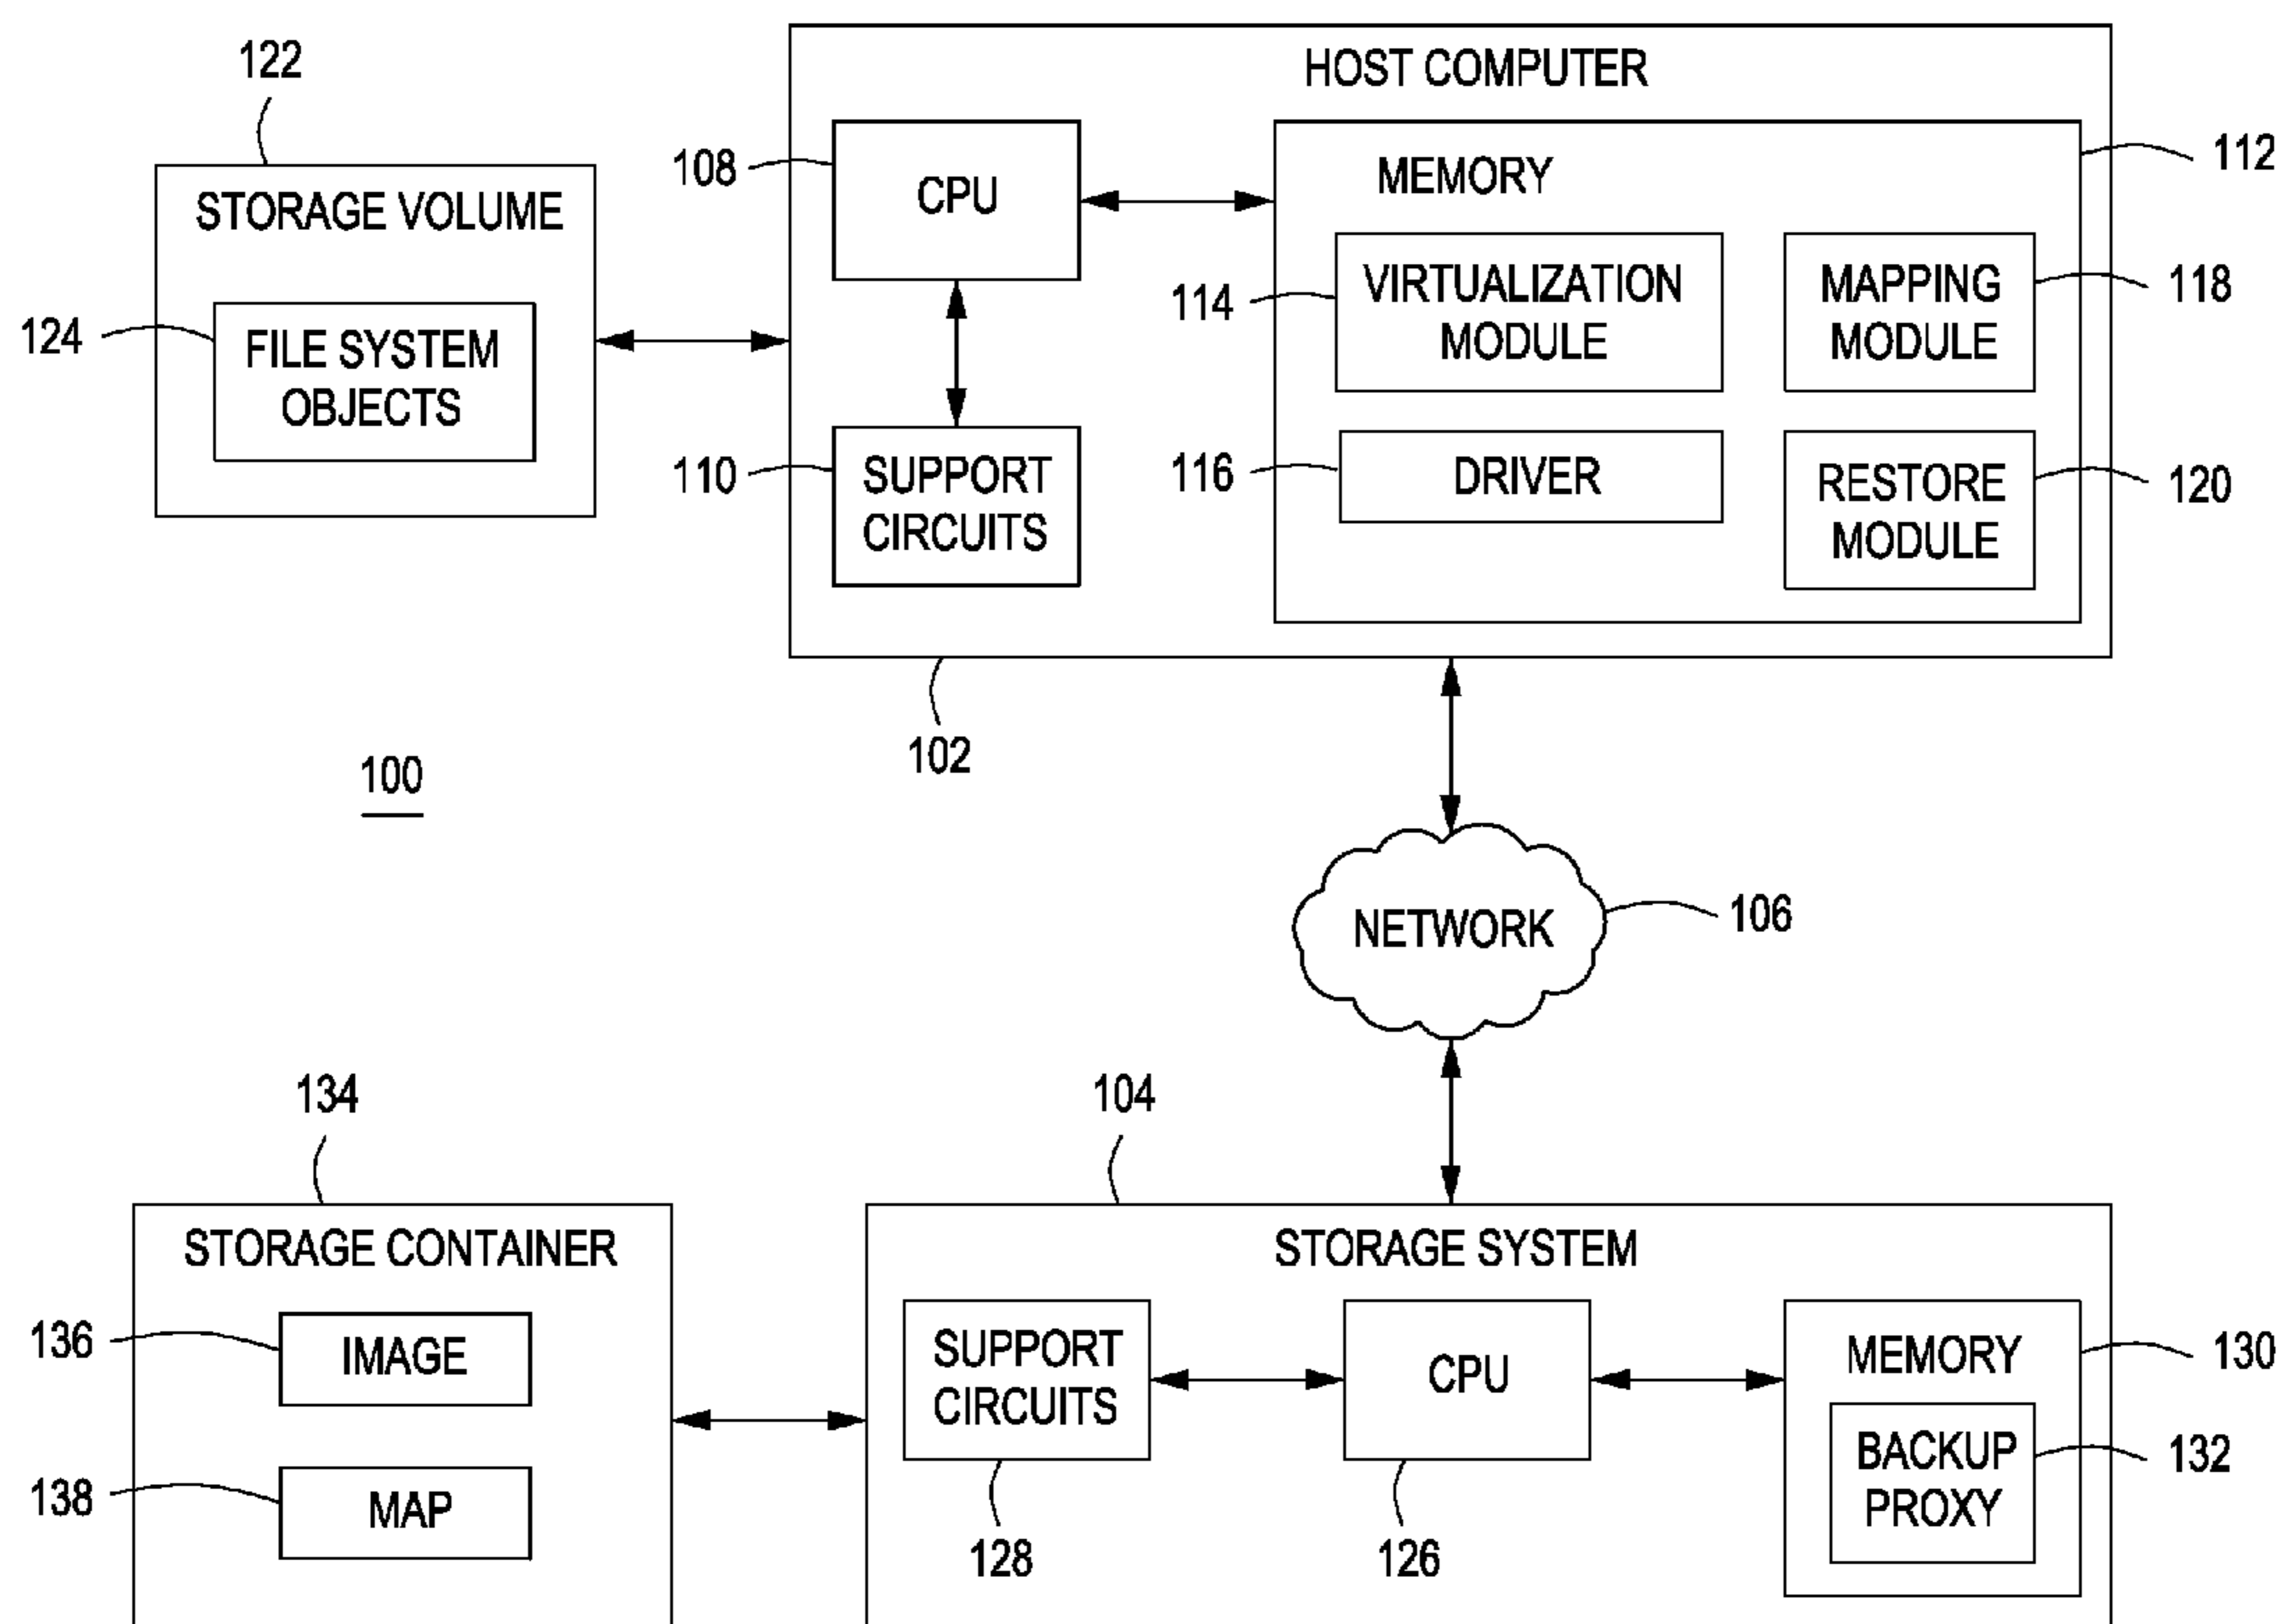 122
STORAGE VOLUME
124
FILE SYSTEM
OBJECTS
HOST COMPUTER
108
CPU
110
SUPPORT
CIRCUITS
MEMORY
112
114
VIRTUALIZATION
MODULE
MAPPING
MODULE
118
116
DRIVER
RESTORE
MODULE
120
102
100
NETWORK
106
134
STORAGE CONTAINER
136
IMAGE
138
MAP
104
STORAGE SYSTEM
SUPPORT
CIRCUITS
128
CPU
126
MEMORY
130
BACKUP
PROXY
132